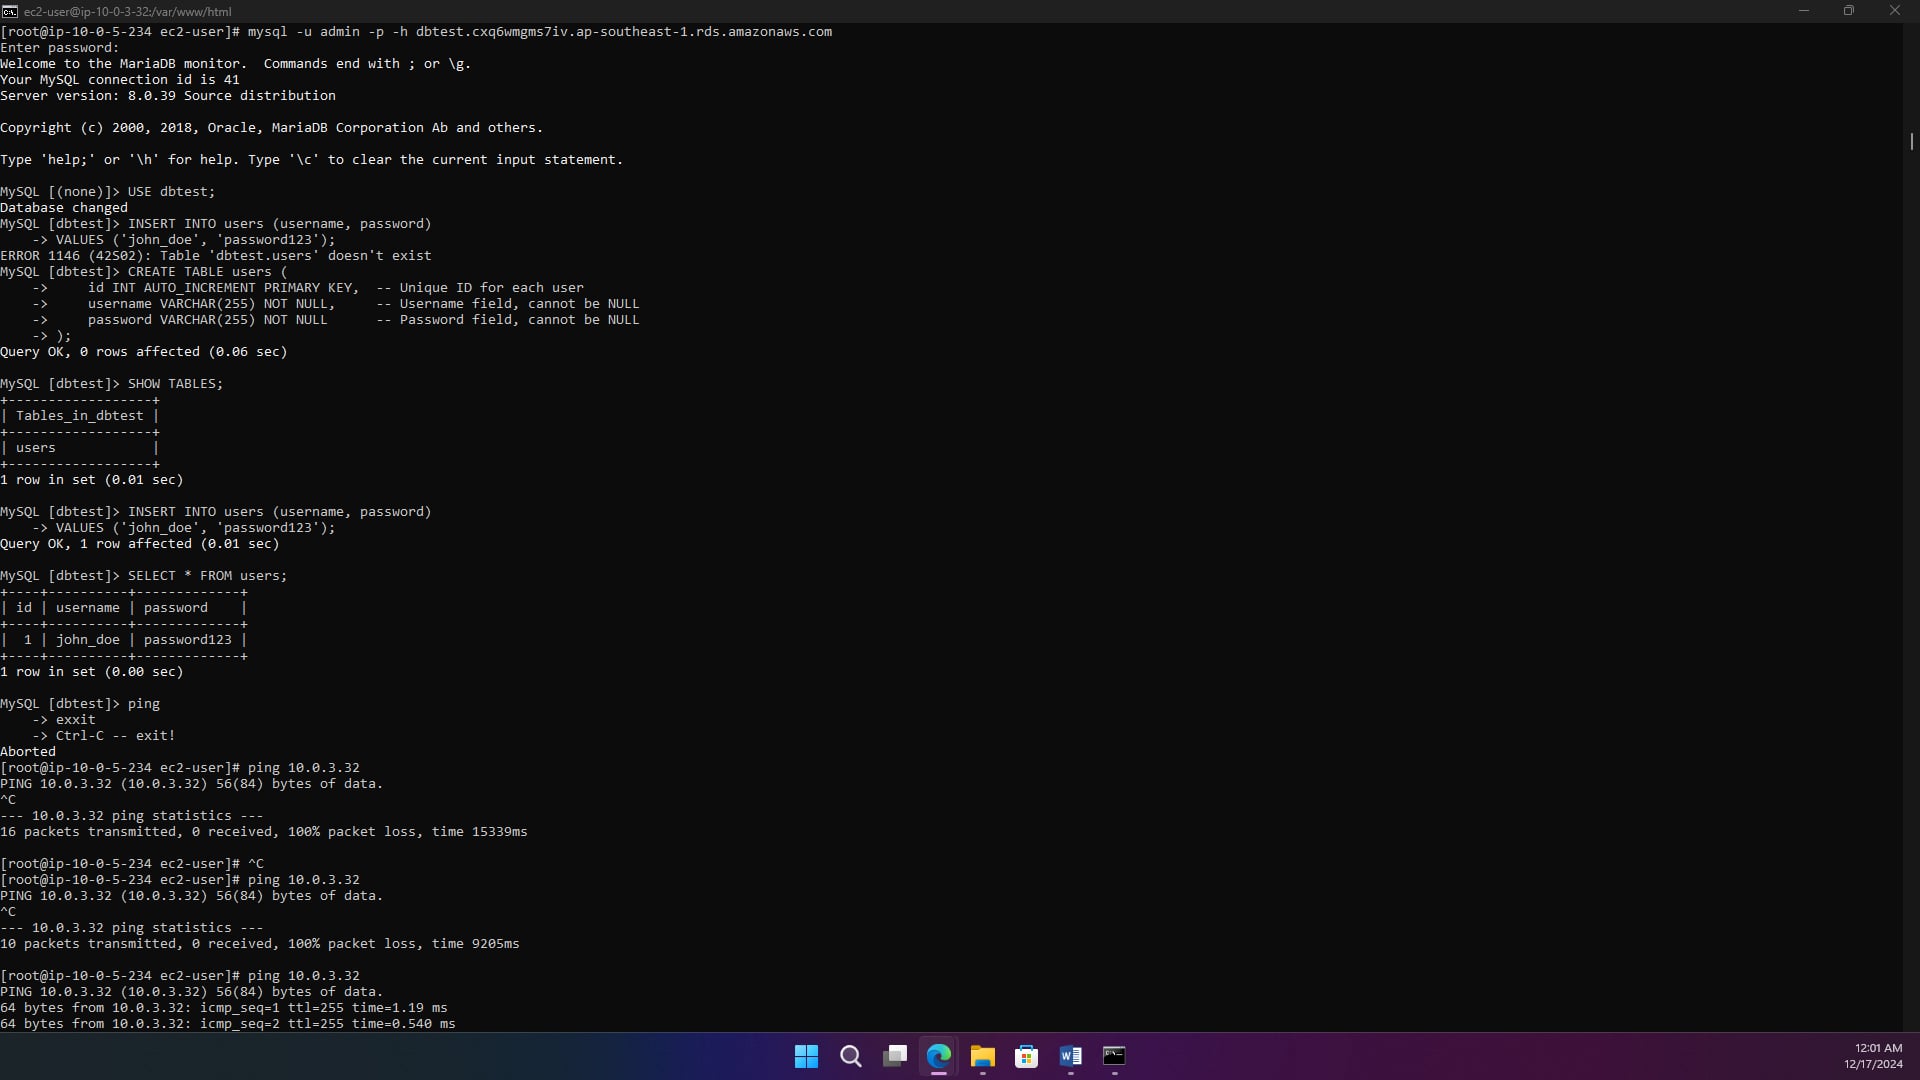 ec2-user@ip-10-0-3-32:/var/www/html
[root@ip-10-0-5-234 ec2-user]# mysql -u admin -p -h dbtest.cxq6wmgms7iv.ap-southeast-1.rds.amazonaws.com
Enter password:
Welcome to the MariaDB monitor.  Commands end with ; or \g.
Your MySQL connection id is 41
Server version: 8.0.39 Source distribution
Copyright (c) 2000, 2018, Oracle, MariaDB Corporation Ab and others.
Type 'help;' or '\h' for help. Type '\c' to clear the current input statement.
MySQL [(none)]> USE dbtest;
Database changed
MySQL [dbtest]> INSERT INTO users (username, password)
    -> VALUES ('john_doe', 'password123');
ERROR 1146 (42S02): Table 'dbtest.users' doesn't exist
MySQL [dbtest]> CREATE TABLE users (
    ->     id INT AUTO_INCREMENT PRIMARY KEY,  -- Unique ID for each user
    ->     username VARCHAR(255) NOT NULL,     -- Username field, cannot be NULL
    ->     password VARCHAR(255) NOT NULL      -- Password field, cannot be NULL
    -> );
Query OK, 0 rows affected (0.06 sec)
MySQL [dbtest]> SHOW TABLES;
+------------------+
| Tables_in_dbtest |
+------------------+
| users            |
+------------------+
1 row in set (0.01 sec)
MySQL [dbtest]> INSERT INTO users (username, password)
    -> VALUES ('john_doe', 'password123');
Query OK, 1 row affected (0.01 sec)
MySQL [dbtest]> SELECT * FROM users;
+----+----------+-------------+
| id | username | password    |
+----+----------+-------------+
|  1 | john_doe | password123 |
+----+----------+-------------+
1 row in set (0.00 sec)
MySQL [dbtest]> ping
    -> exxit
    -> Ctrl-C -- exit!
Aborted
[root@ip-10-0-5-234 ec2-user]# ping 10.0.3.32
PING 10.0.3.32 (10.0.3.32) 56(84) bytes of data.
^C
--- 10.0.3.32 ping statistics ---
16 packets transmitted, 0 received, 100% packet loss, time 15339ms
[root@ip-10-0-5-234 ec2-user]# ^C
[root@ip-10-0-5-234 ec2-user]# ping 10.0.3.32
PING 10.0.3.32 (10.0.3.32) 56(84) bytes of data.
^C
--- 10.0.3.32 ping statistics ---
10 packets transmitted, 0 received, 100% packet loss, time 9205ms
[root@ip-10-0-5-234 ec2-user]# ping 10.0.3.32
PING 10.0.3.32 (10.0.3.32) 56(84) bytes of data.
64 bytes from 10.0.3.32: icmp_seq=1 ttl=255 time=1.19 ms
64 bytes from 10.0.3.32: icmp_seq=2 ttl=255 time=0.540 ms
12:01 AM
12/17/2024